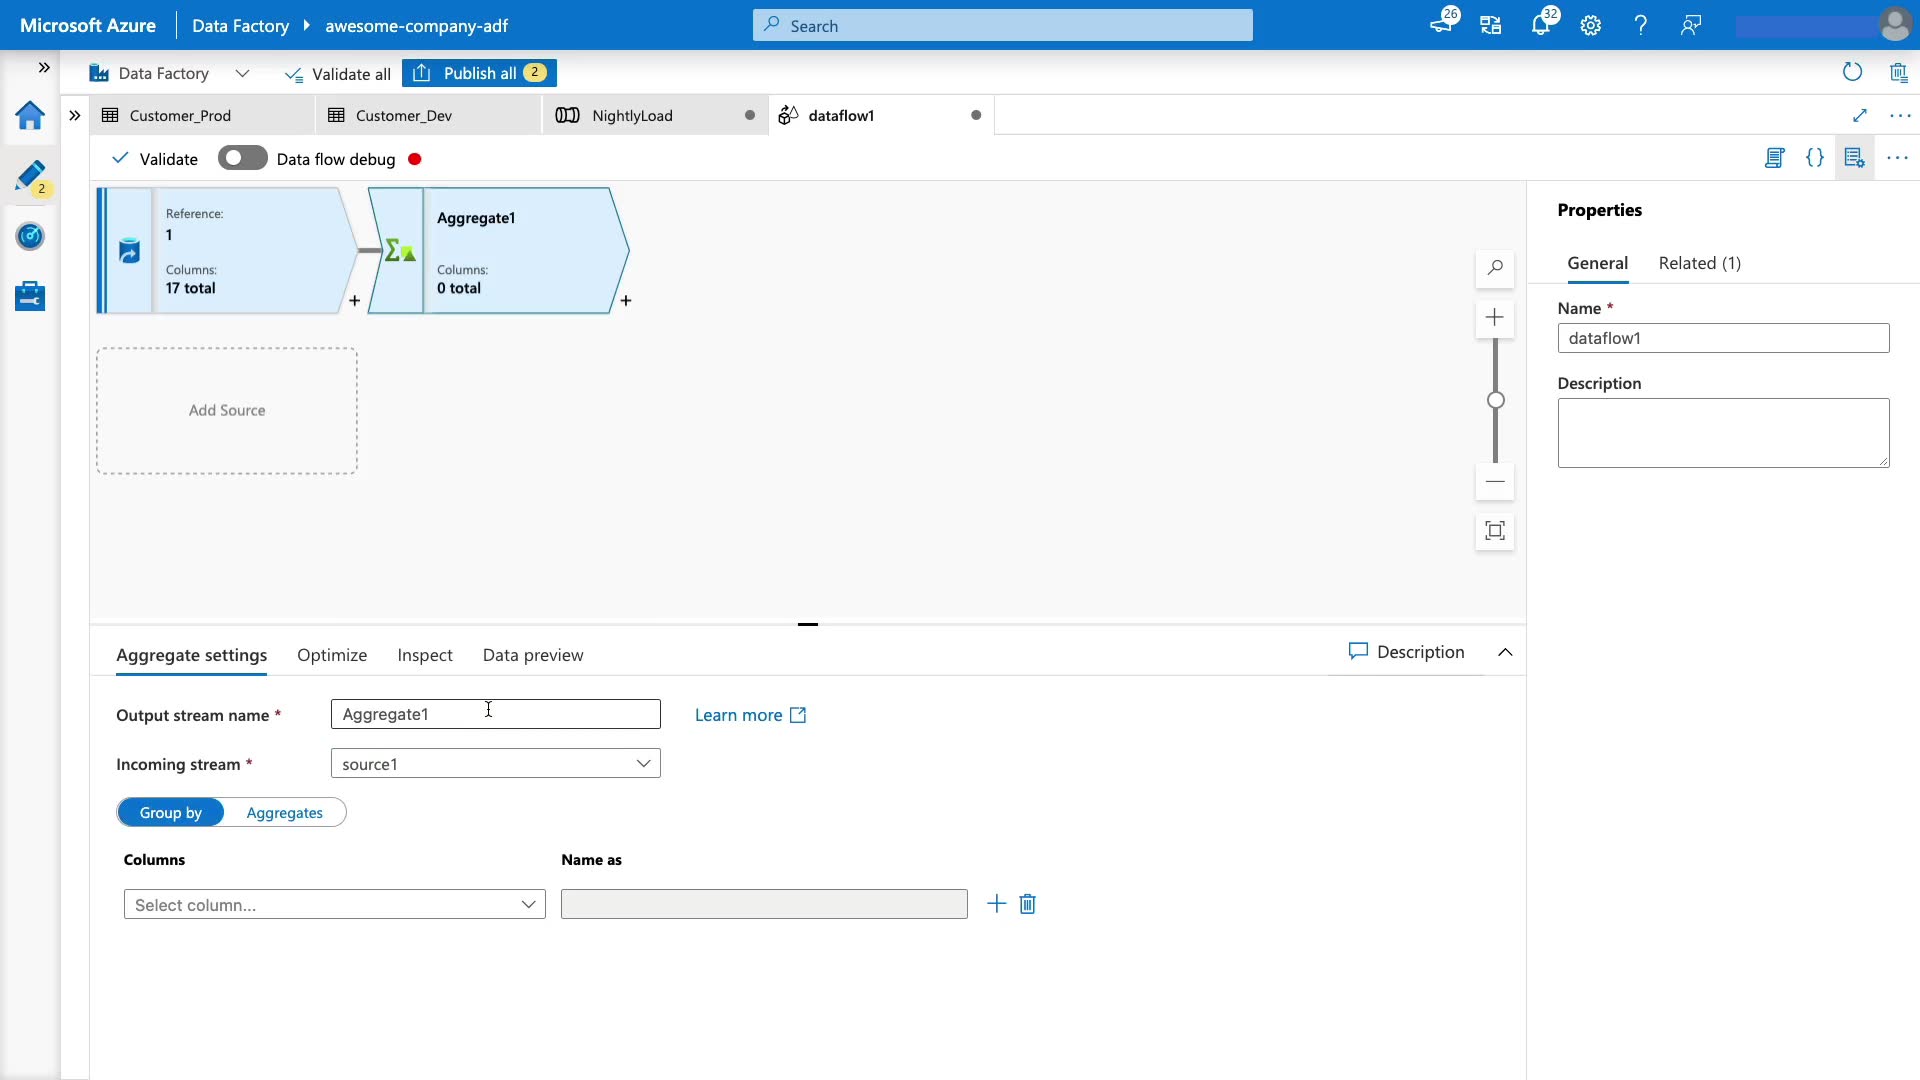 Microsoft Azure Data Factory awesome-company-adf Search 26 32
Data Factory Validate all Publish all 2
Customer_Prod Customer_Dev NightlyLoad dataflow1
Validate Data flow debug
2
Reference:
1
Columns:
17 total
Aggregate1
Columns:
0 total
+
+
Add Source
Properties
General Related (1)
Name *
dataflow1
Description
Aggregate settings Optimize Inspect Data preview Description
Output stream name * Aggregate1 Learn more
Incoming stream * source1
Group by Aggregates
Columns Name as
Select column...